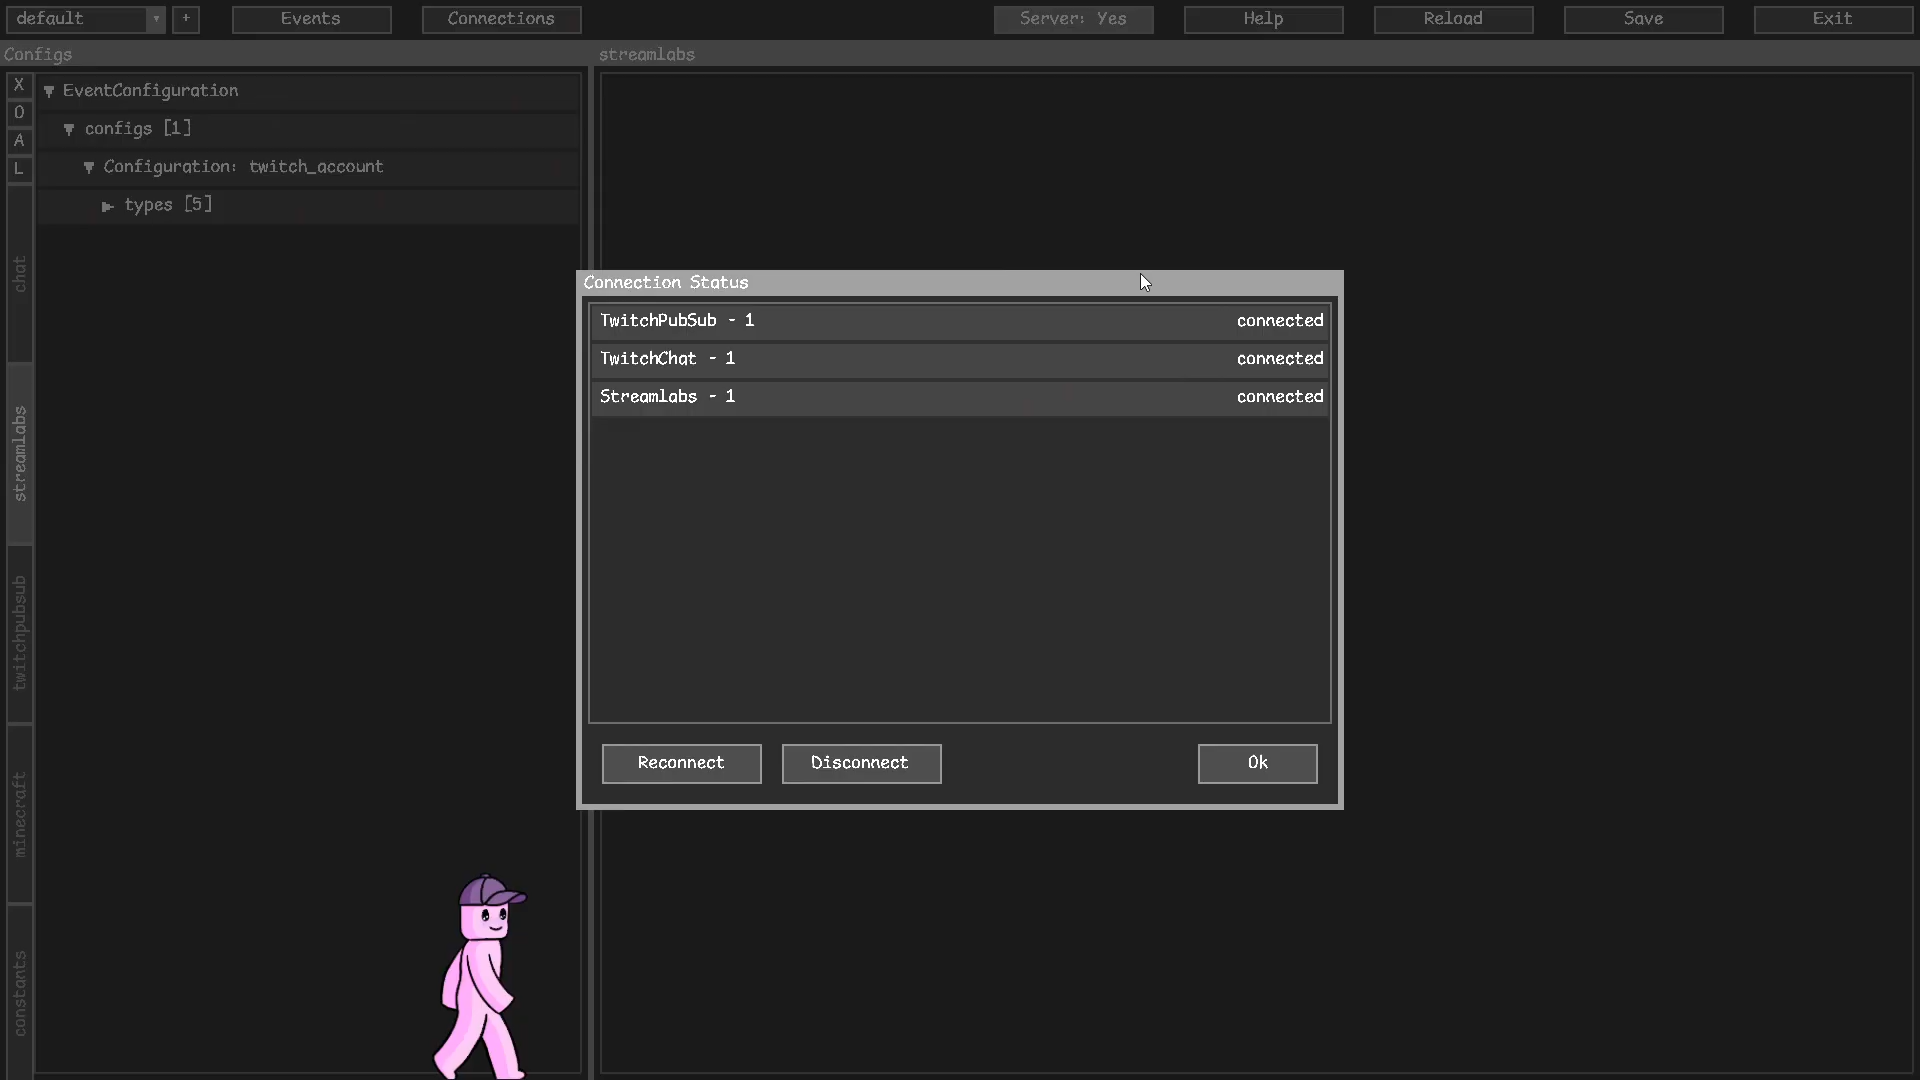 default
+
Events
Connections
Server: Yes
Help
Reload
Save
Exit
Configs
streamlabs
X
O
A
L
chat
streamlabs
twitchpubsub
minecraft
constants
EventConfiguration
configs [1]
Configuration: twitch_account
types [5]
Connection Status
TwitchPubSub - 1 connected
TwitchChat - 1 connected
Streamlabs - 1 connected
Reconnect
Disconnect
Ok